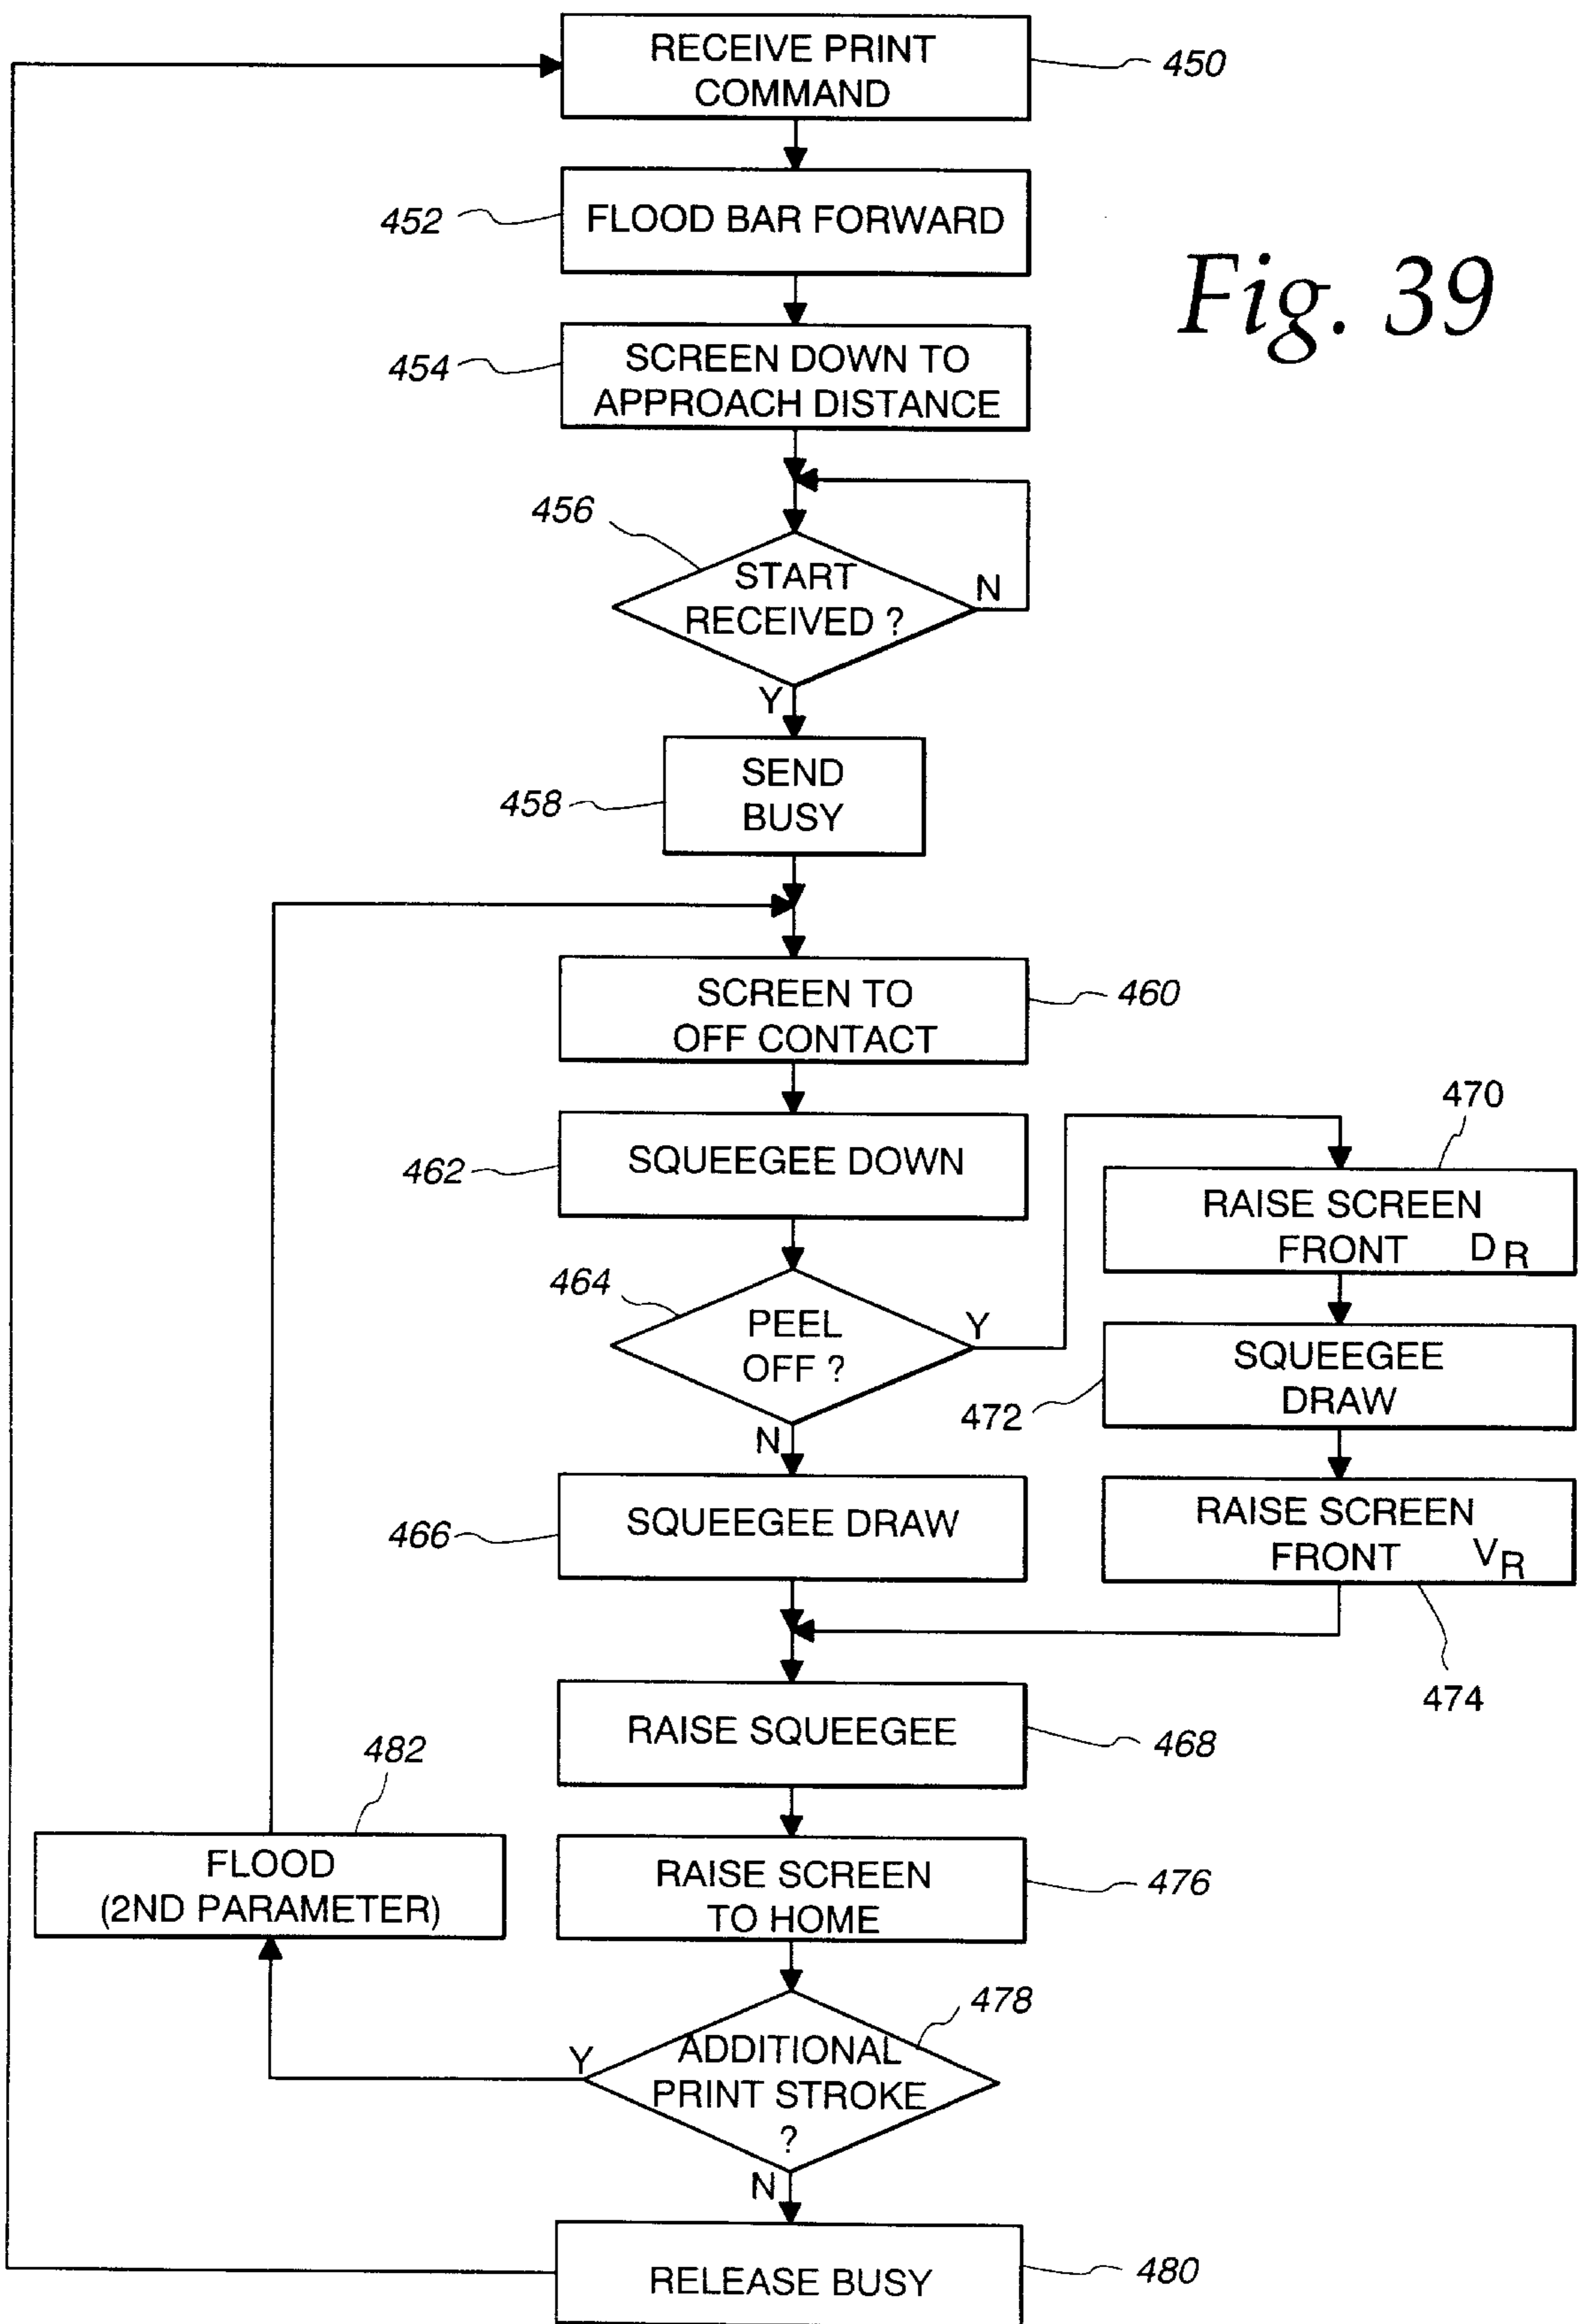 RECEIVE PRINT
COMMAND
450
452
FLOOD BAR FORWARD
Fig. 39
454
SCREEN DOWN TO
APPROACH DISTANCE
456
START
RECEIVED ?
N
Y
458
SEND
BUSY
SCREEN TO
OFF CONTACT
460
462
SQUEEGEE DOWN
470
RAISE SCREEN
FRONT DR
464
PEEL
OFF ?
Y
N
472
SQUEEGEE
DRAW
466
SQUEEGEE DRAW
RAISE SCREEN
FRONT VR
474
RAISE SQUEEGEE
468
482
FLOOD
(2ND PARAMETER)
RAISE SCREEN
TO HOME
476
478
ADDITIONAL
PRINT STROKE
?
Y
N
RELEASE BUSY
480